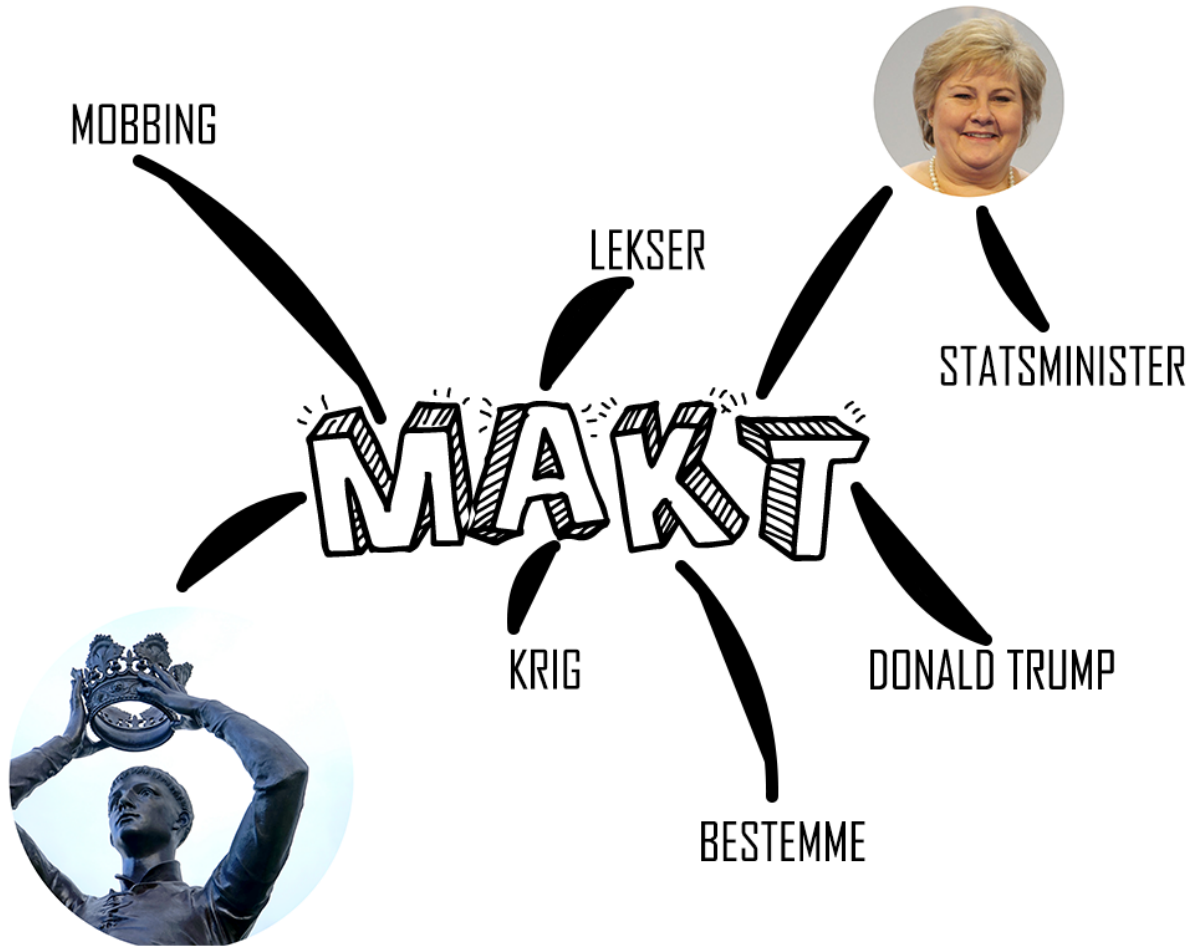 MOBBING
LEKSER
STATSMINISTER
MAKT
KRIG
DONALD TRUMP
BESTEMME